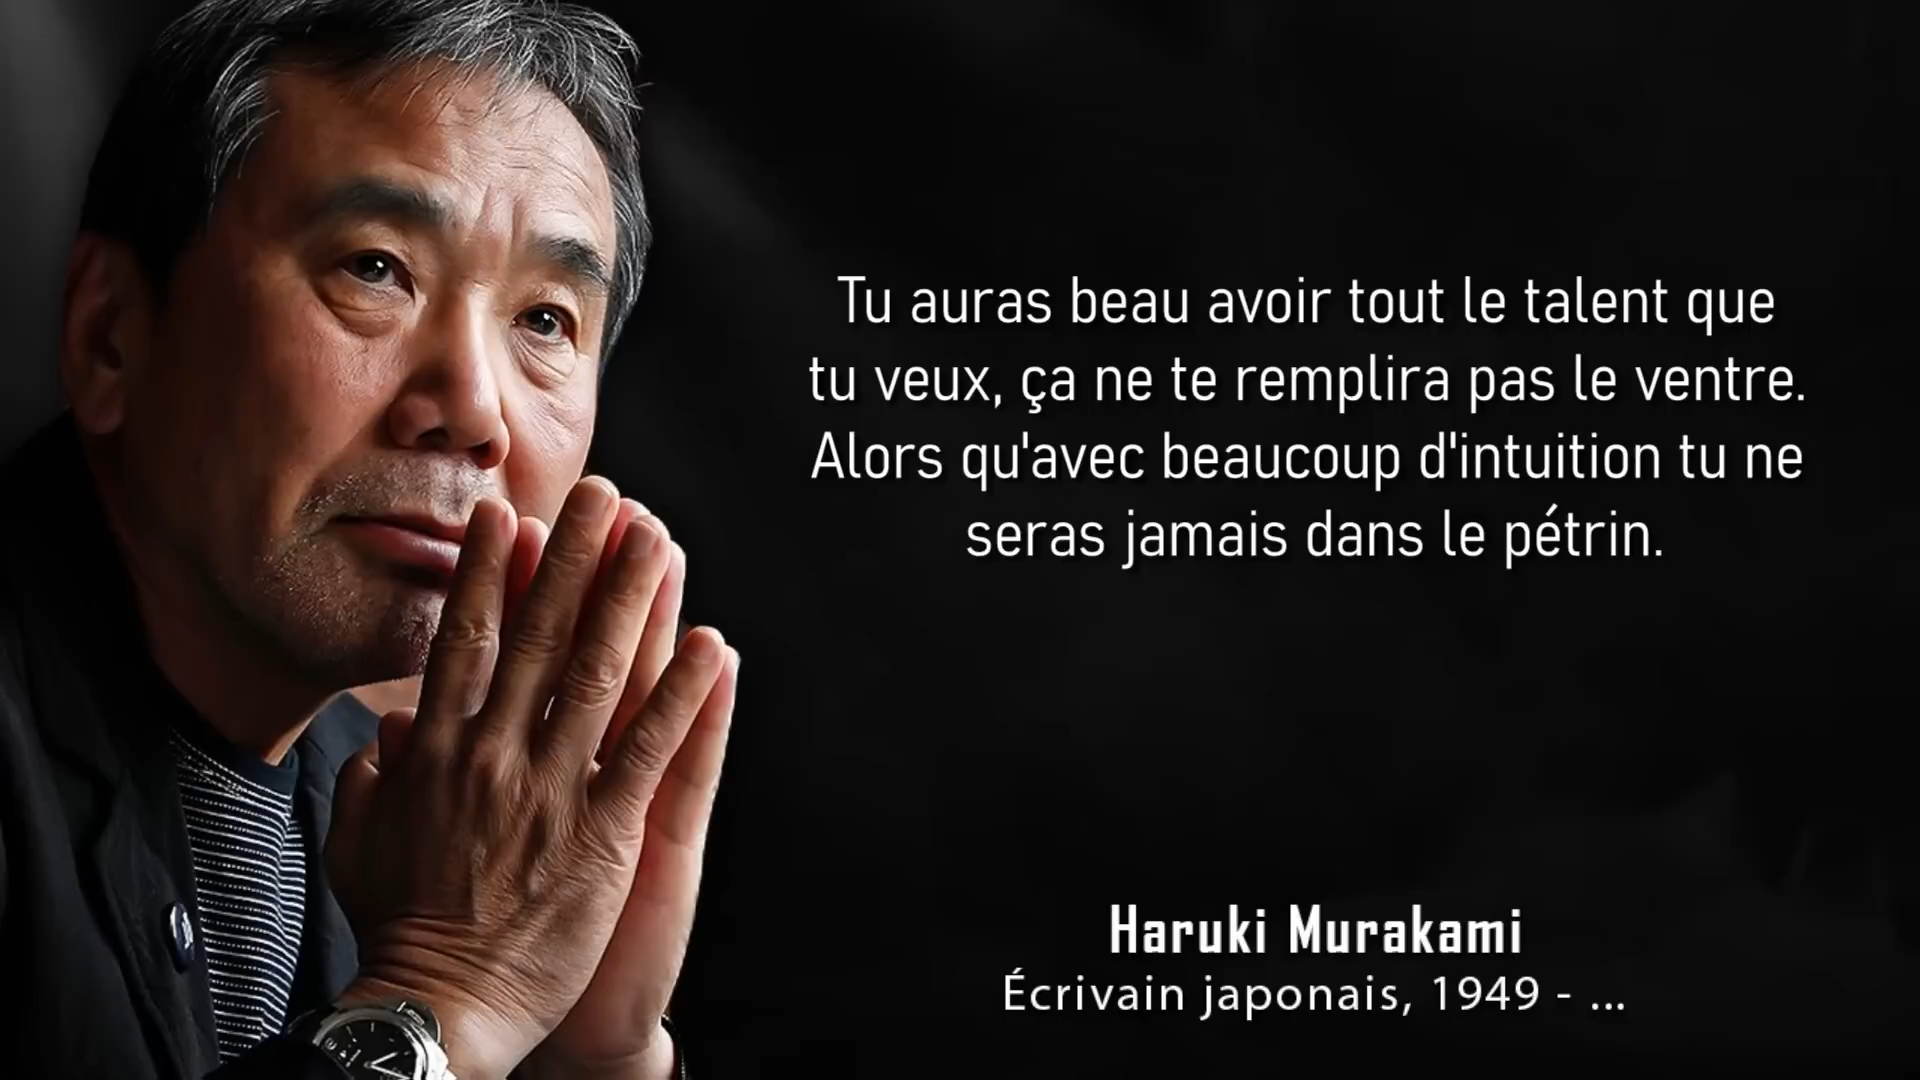 Tu auras beau avoir tout le talent que
tu veux, ça ne te remplira pas le ventre.
Alors qu'avec beaucoup d'intuition tu ne
seras jamais dans le pétrin.
Haruki Murakami
Écrivain japonais, 1949 - ...